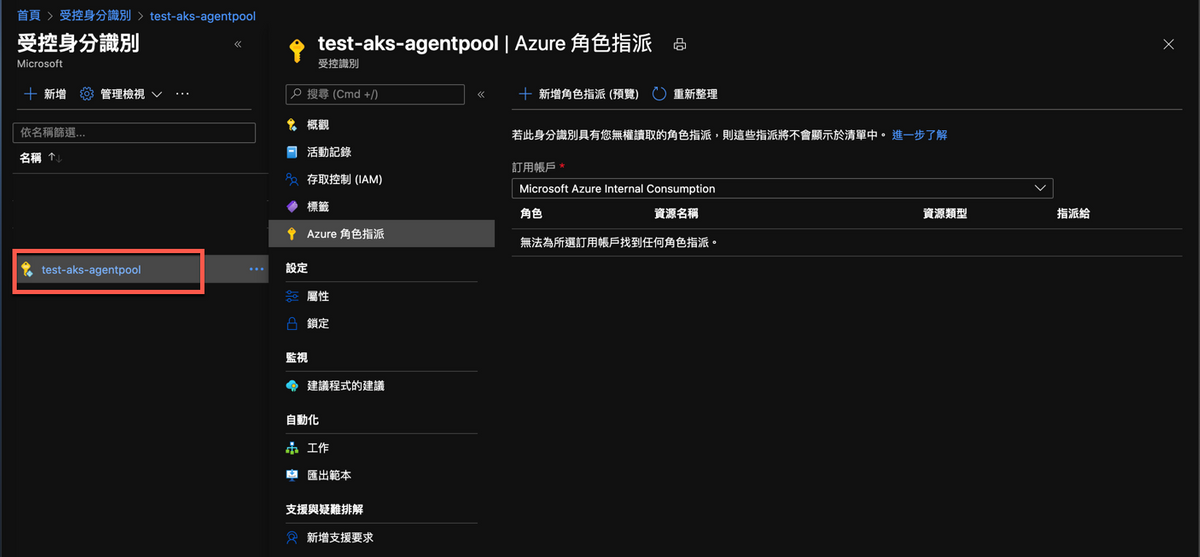 首頁 > 受控身分識別 > test-aks-agentpool
受控身分識別
Microsoft
新增 管理檢視 ...
依名稱篩選...
名稱
test-aks-agentpool ...
test-aks-agentpool | Azure 角色指派
受控識別
搜尋 (Cmd +/)
概觀
活動記錄
存取控制 (IAM)
標籤
Azure 角色指派
設定
屬性
鎖定
監視
建議程式的建議
自動化
工作
匯出範本
支援與疑難排解
新增支援要求
新增角色指派 (預覽) 重新整理
若此身分識別具有您無權讀取的角色指派，則這些指派將不會顯示於清單中。 進一步了解
訂用帳戶 *
Microsoft Azure Internal Consumption
角色 資源名稱 資源類型 指派給
無法為所選訂用帳戶找到任何角色指派。